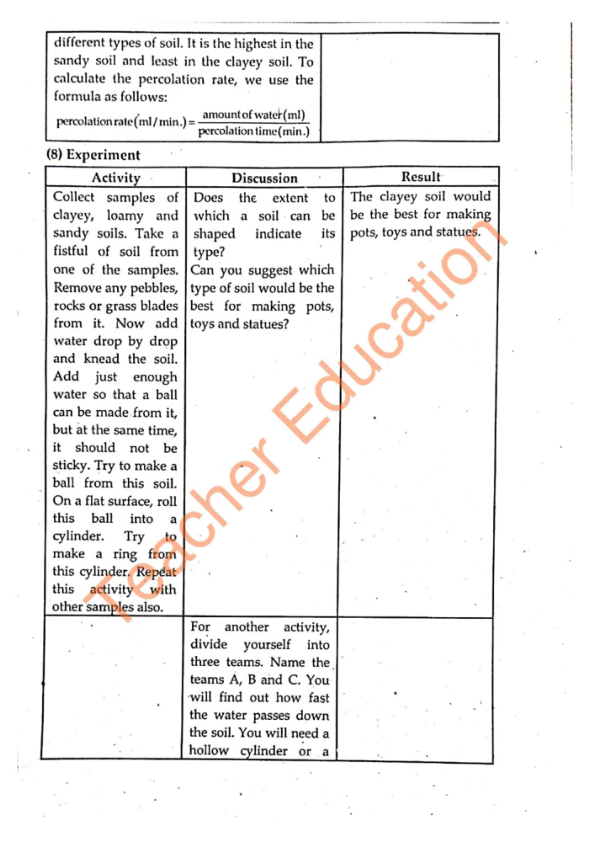 different types of soil. It is the highest in the
sandy soil and least in the clayey soil. To
calculate the percolation rate, we use the
formula as follows:
percolation rate (ml/min.) = amount of water (ml) / percolation time (min.)
(8) Experiment
Activity
Collect samples of
clayey, loamy and
sandy soils. Take a
fistful of soil from
one of the samples.
Remove any pebbles,
rocks or grass blades
from it. Now add
water drop by drop
and knead the soil.
Add just enough
water so that a ball
can be made from it,
but at the same time,
it should not be
sticky. Try to make a
ball from this soil.
On a flat surface, roll
this ball into a
cylinder. Try to
make a ring from
this cylinder. Repeat
this activity with
other samples also.
Discussion
Does the extent to
which a soil can be
shaped indicate its
type?
Can you suggest which
type of soil would be the
best for making pots,
toys and statues?
Result
The clayey soil would
be the best for making
pots, toys and statues.
For another activity,
divide yourself into
three teams. Name the
teams A, B and C. You
will find out how fast
the water passes down
the soil. You will need a
hollow cylinder or a
Teacher Education